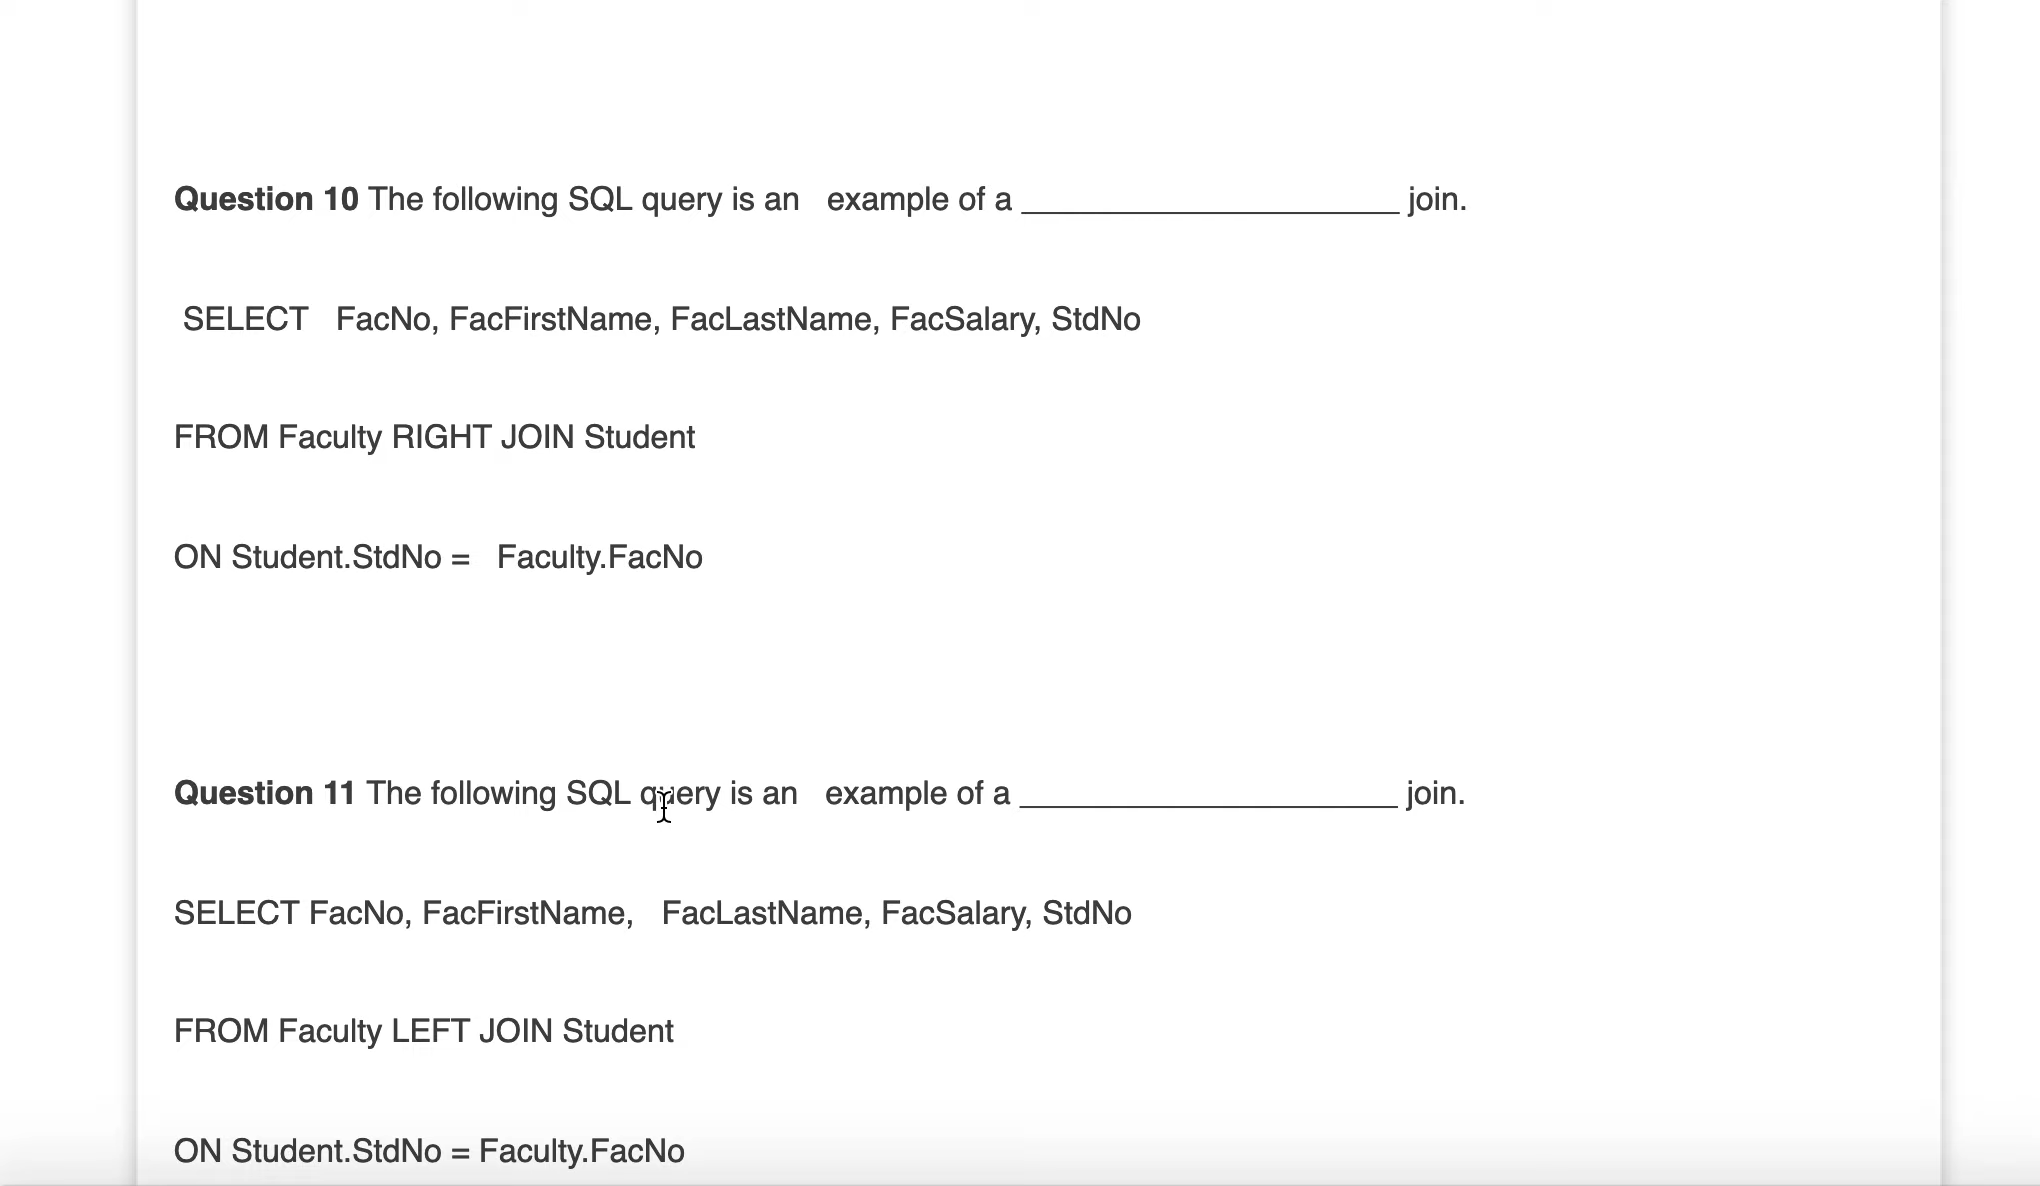 Question 10 The following SQL query is an example of a _____________________ join.
SELECT FacNo, FacFirstName, FacLastName, FacSalary, StdNo
FROM Faculty RIGHT JOIN Student
ON Student.StdNo = Faculty.FacNo
Question 11 The following SQL query is an example of a _____________________ join.
SELECT FacNo, FacFirstName, FacLastName, FacSalary, StdNo
FROM Faculty LEFT JOIN Student
ON Student.StdNo = Faculty.FacNo